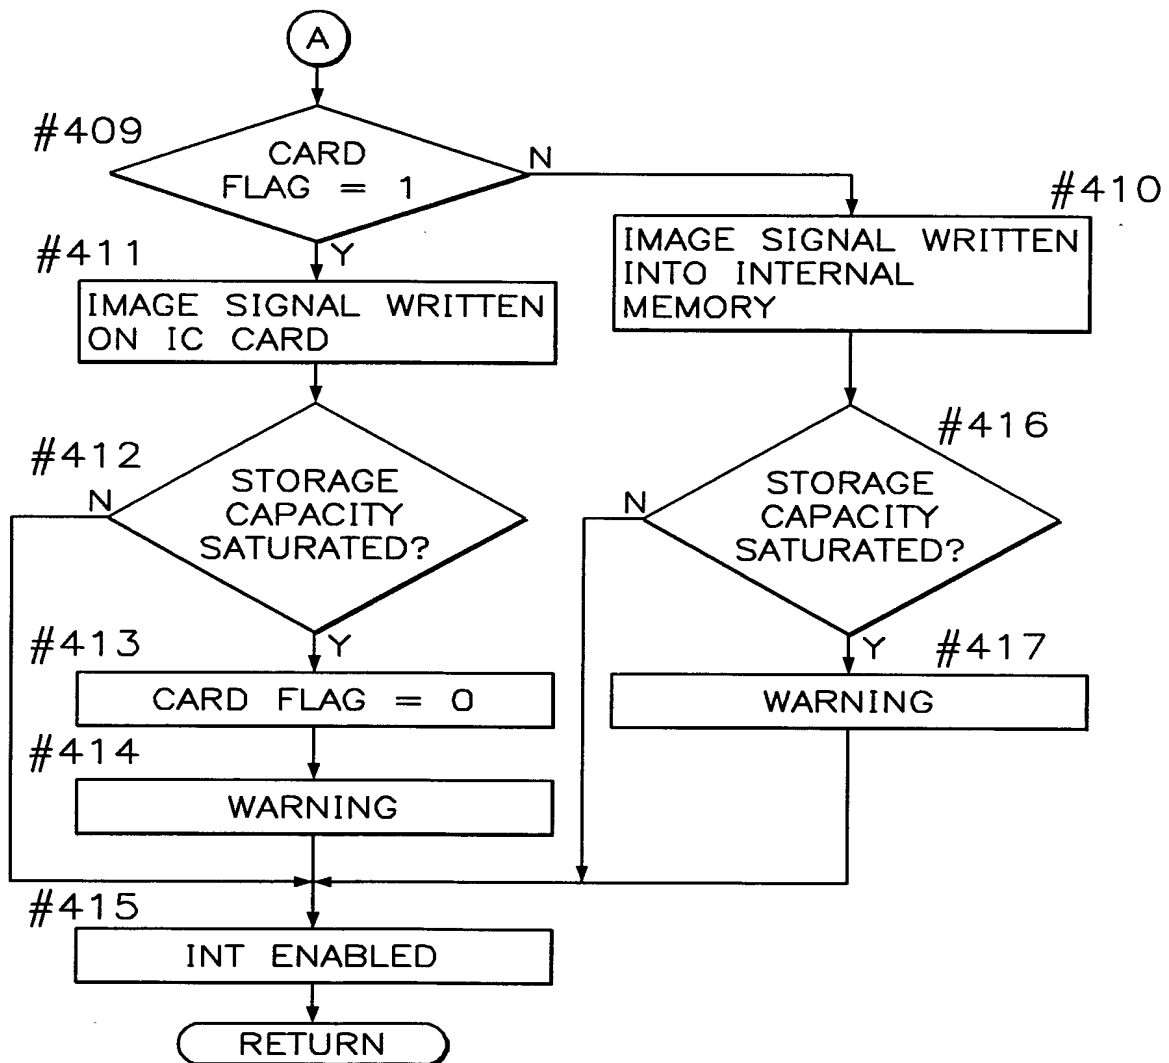 A
#409
CARD
FLAG = 1
N
Y
#410
IMAGE SIGNAL WRITTEN
INTO INTERNAL
MEMORY
#411
IMAGE SIGNAL WRITTEN
ON IC CARD
#412
N
STORAGE
CAPACITY
SATURATED?
Y
#416
N
STORAGE
CAPACITY
SATURATED?
Y
#413
CARD FLAG = 0
#417
WARNING
#414
WARNING
#415
INT ENABLED
RETURN